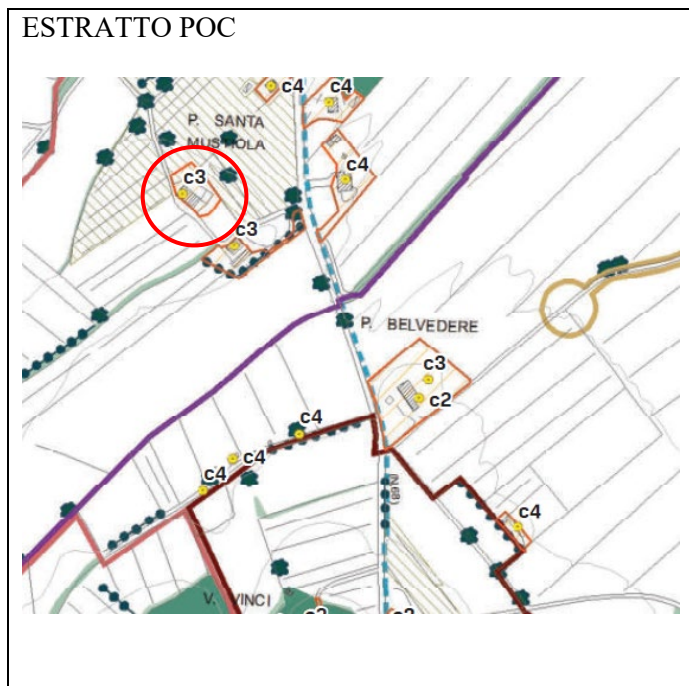 ESTRATTO POC
c4
c4
P. SANTA
MUSTIOLA
c4
c3
c3
P. BELVEDERE
c3
c2
c4
c4
c4
c4
V. VINCI